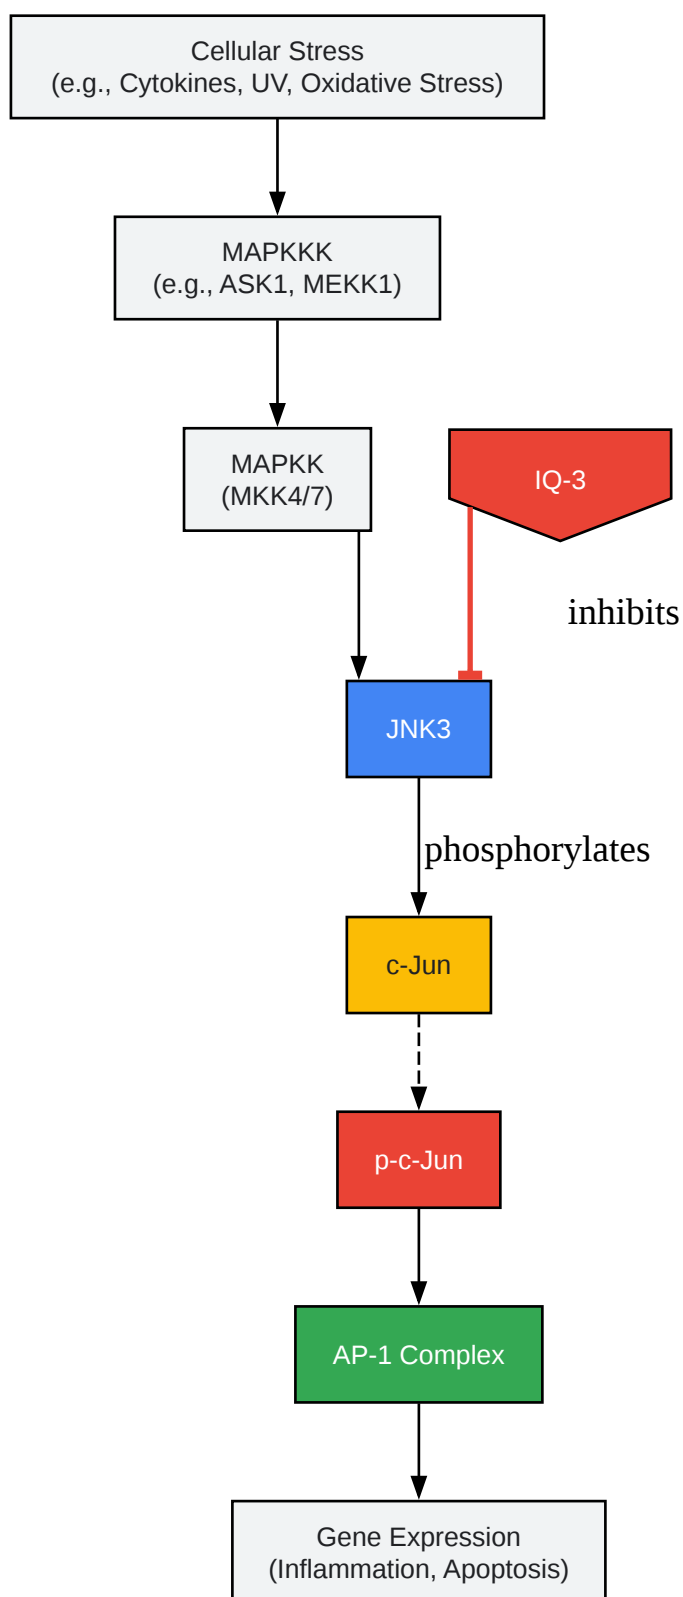 Cellular Stress
(e.g., Cytokines, UV, Oxidative Stress)
MAPKKK
(e.g., ASK1, MEKK1)
MAPKK
(MKK4/7)
IQ-3
inhibits
JNK3
phosphorylates
c-Jun
p-c-Jun
AP-1 Complex
Gene Expression
(Inflammation, Apoptosis)